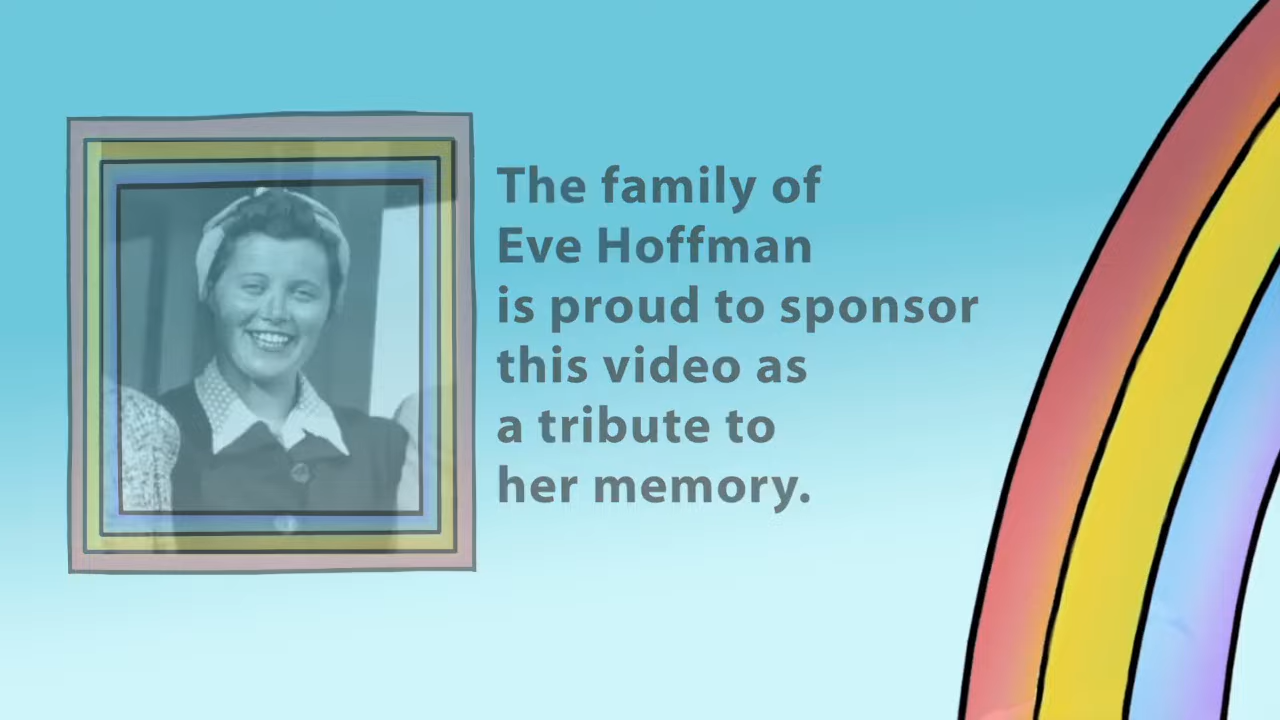 The family of
Eve Hoffman
is proud to sponsor
this video as
a tribute to
her memory.